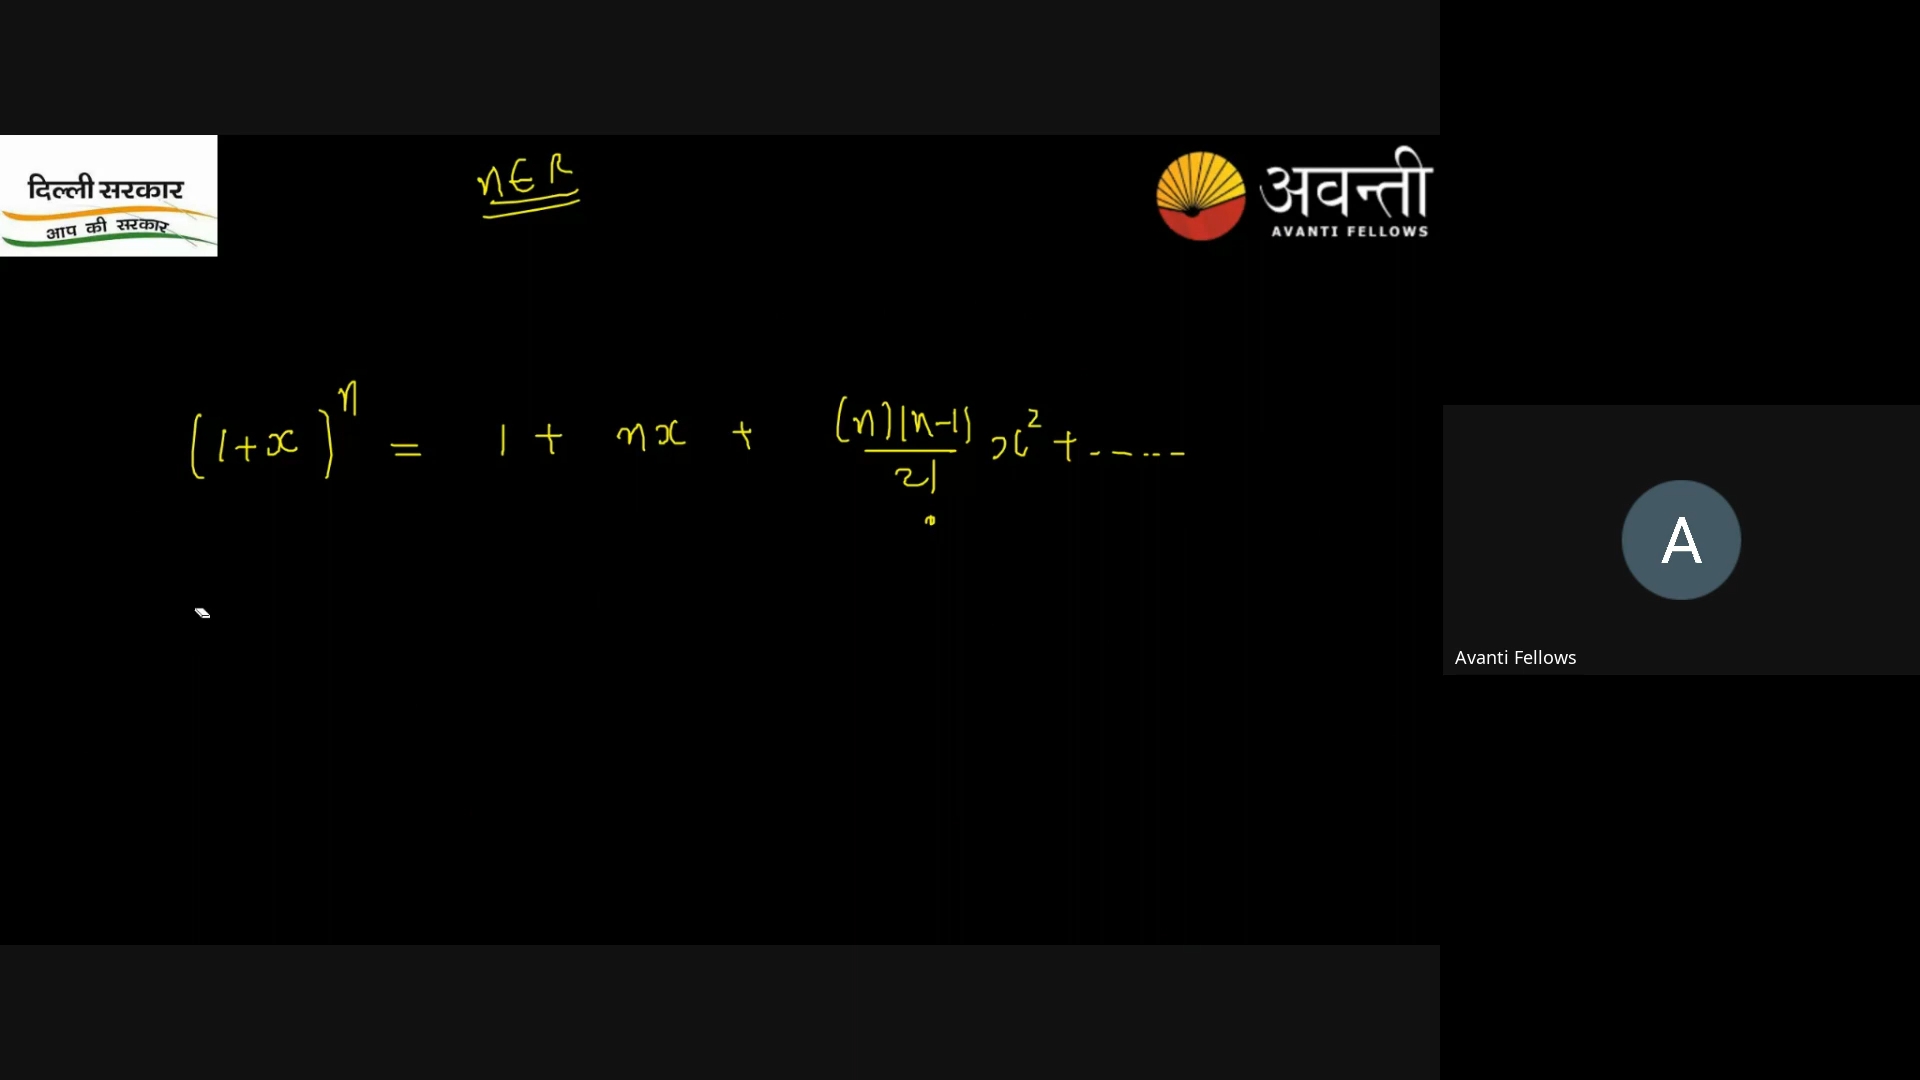 n∈R
दिल्ली सरकार
आप की सरकार
अवन्ती
AVANTI FELLOWS
(1+x)^n = 1 + nx + (n)(n-1)/2! x^2 + .....
A
Avanti Fellows